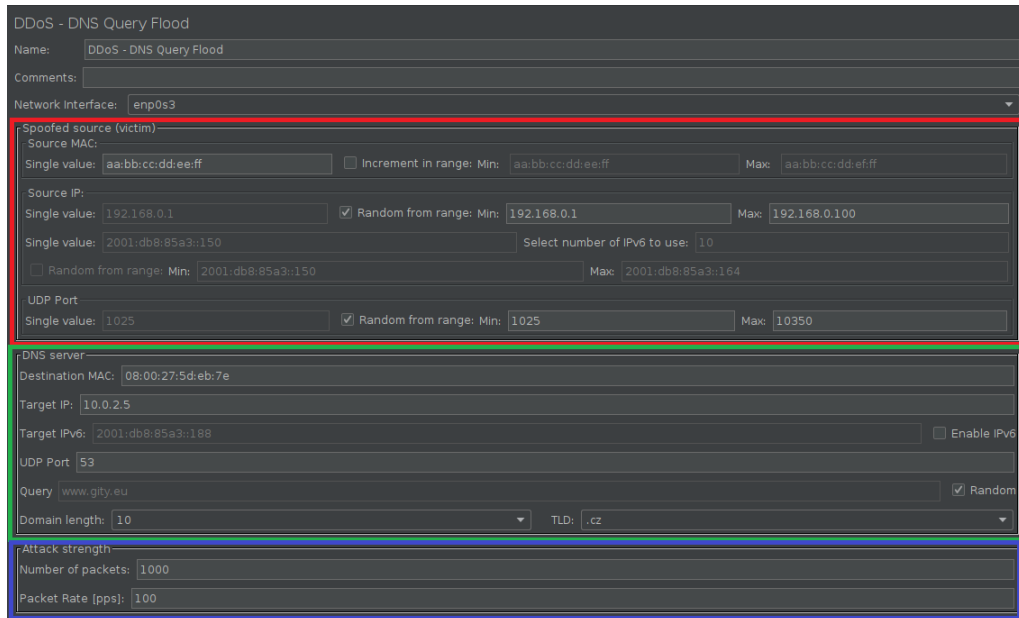 DDoS - DNS Query Flood
Name: DDoS - DNS Query Flood
Comments:
Network Interface: enp0s3
Spoofed source (victim)
Source MAC:
Single value: aa:bb:cc:dd:ee:ff Increment in range: Min: aa:bb:cc:dd:ee:ff Max: aa:bb:cc:dd:ef:ff
Source IP:
Single value: 192.168.0.1 Random from range: Min: 192.168.0.1 Max: 192.168.0.100
Single value: 2001:db8:85a3::150 Select number of IPv6 to use: 10
Random from range: Min: 2001:db8:85a3::150 Max: 2001:db8:85a3::164
UDP Port
Single value: 1025 Random from range: Min: 1025 Max: 10350
DNS server
Destination MAC: 08:00:27:5d:eb:7e
Target IP: 10.0.2.5
Target IPv6: 2001:db8:85a3::188 Enable IPv6
UDP Port 53
Query www.gity.eu Random
Domain length: 10 TLD: .cz
Attack strength
Number of packets: 1000
Packet Rate [pps]: 100